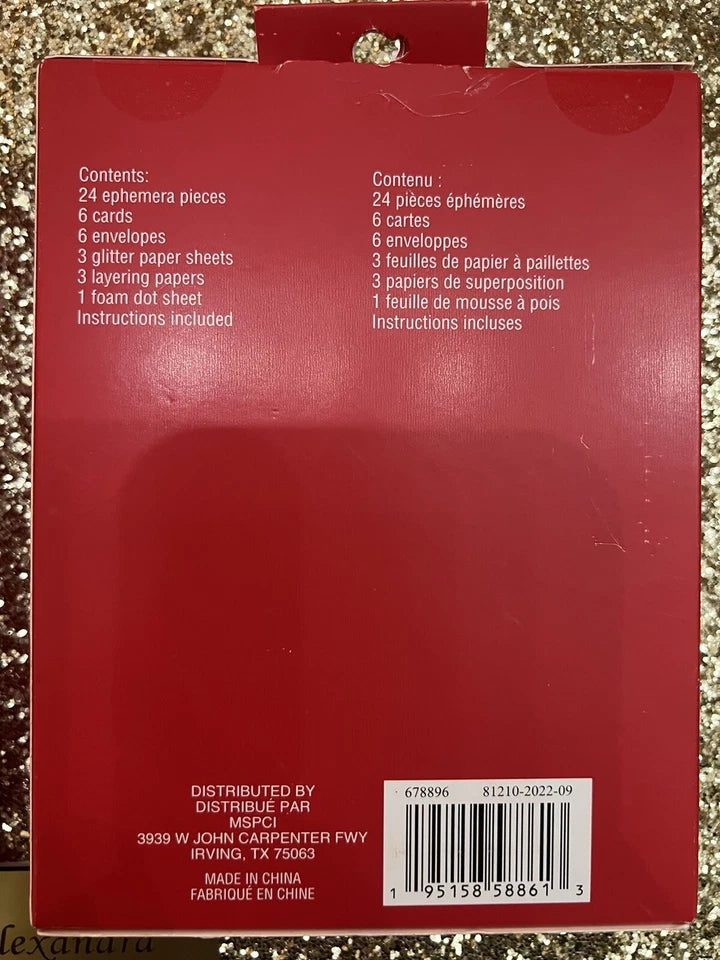 Contents:
24 ephemera pieces
6 cards
6 envelopes
3 glitter paper sheets
3 layering papers
1 foam dot sheet
Instructions included
Contenu :
24 pièces éphémères
6 cartes
6 enveloppes
3 feuilles de papier à paillettes
3 papiers de superposition
1 feuille de mousse à pois
Instructions incluses
DISTRIBUTED BY
DISTRIBUÉ PAR
MSPCI
3939 W JOHN CARPENTER FWY
IRVING, TX 75063
MADE IN CHINA
FABRIQUÉ EN CHINE
678896 81210-2022-09
1 95158 58861 3